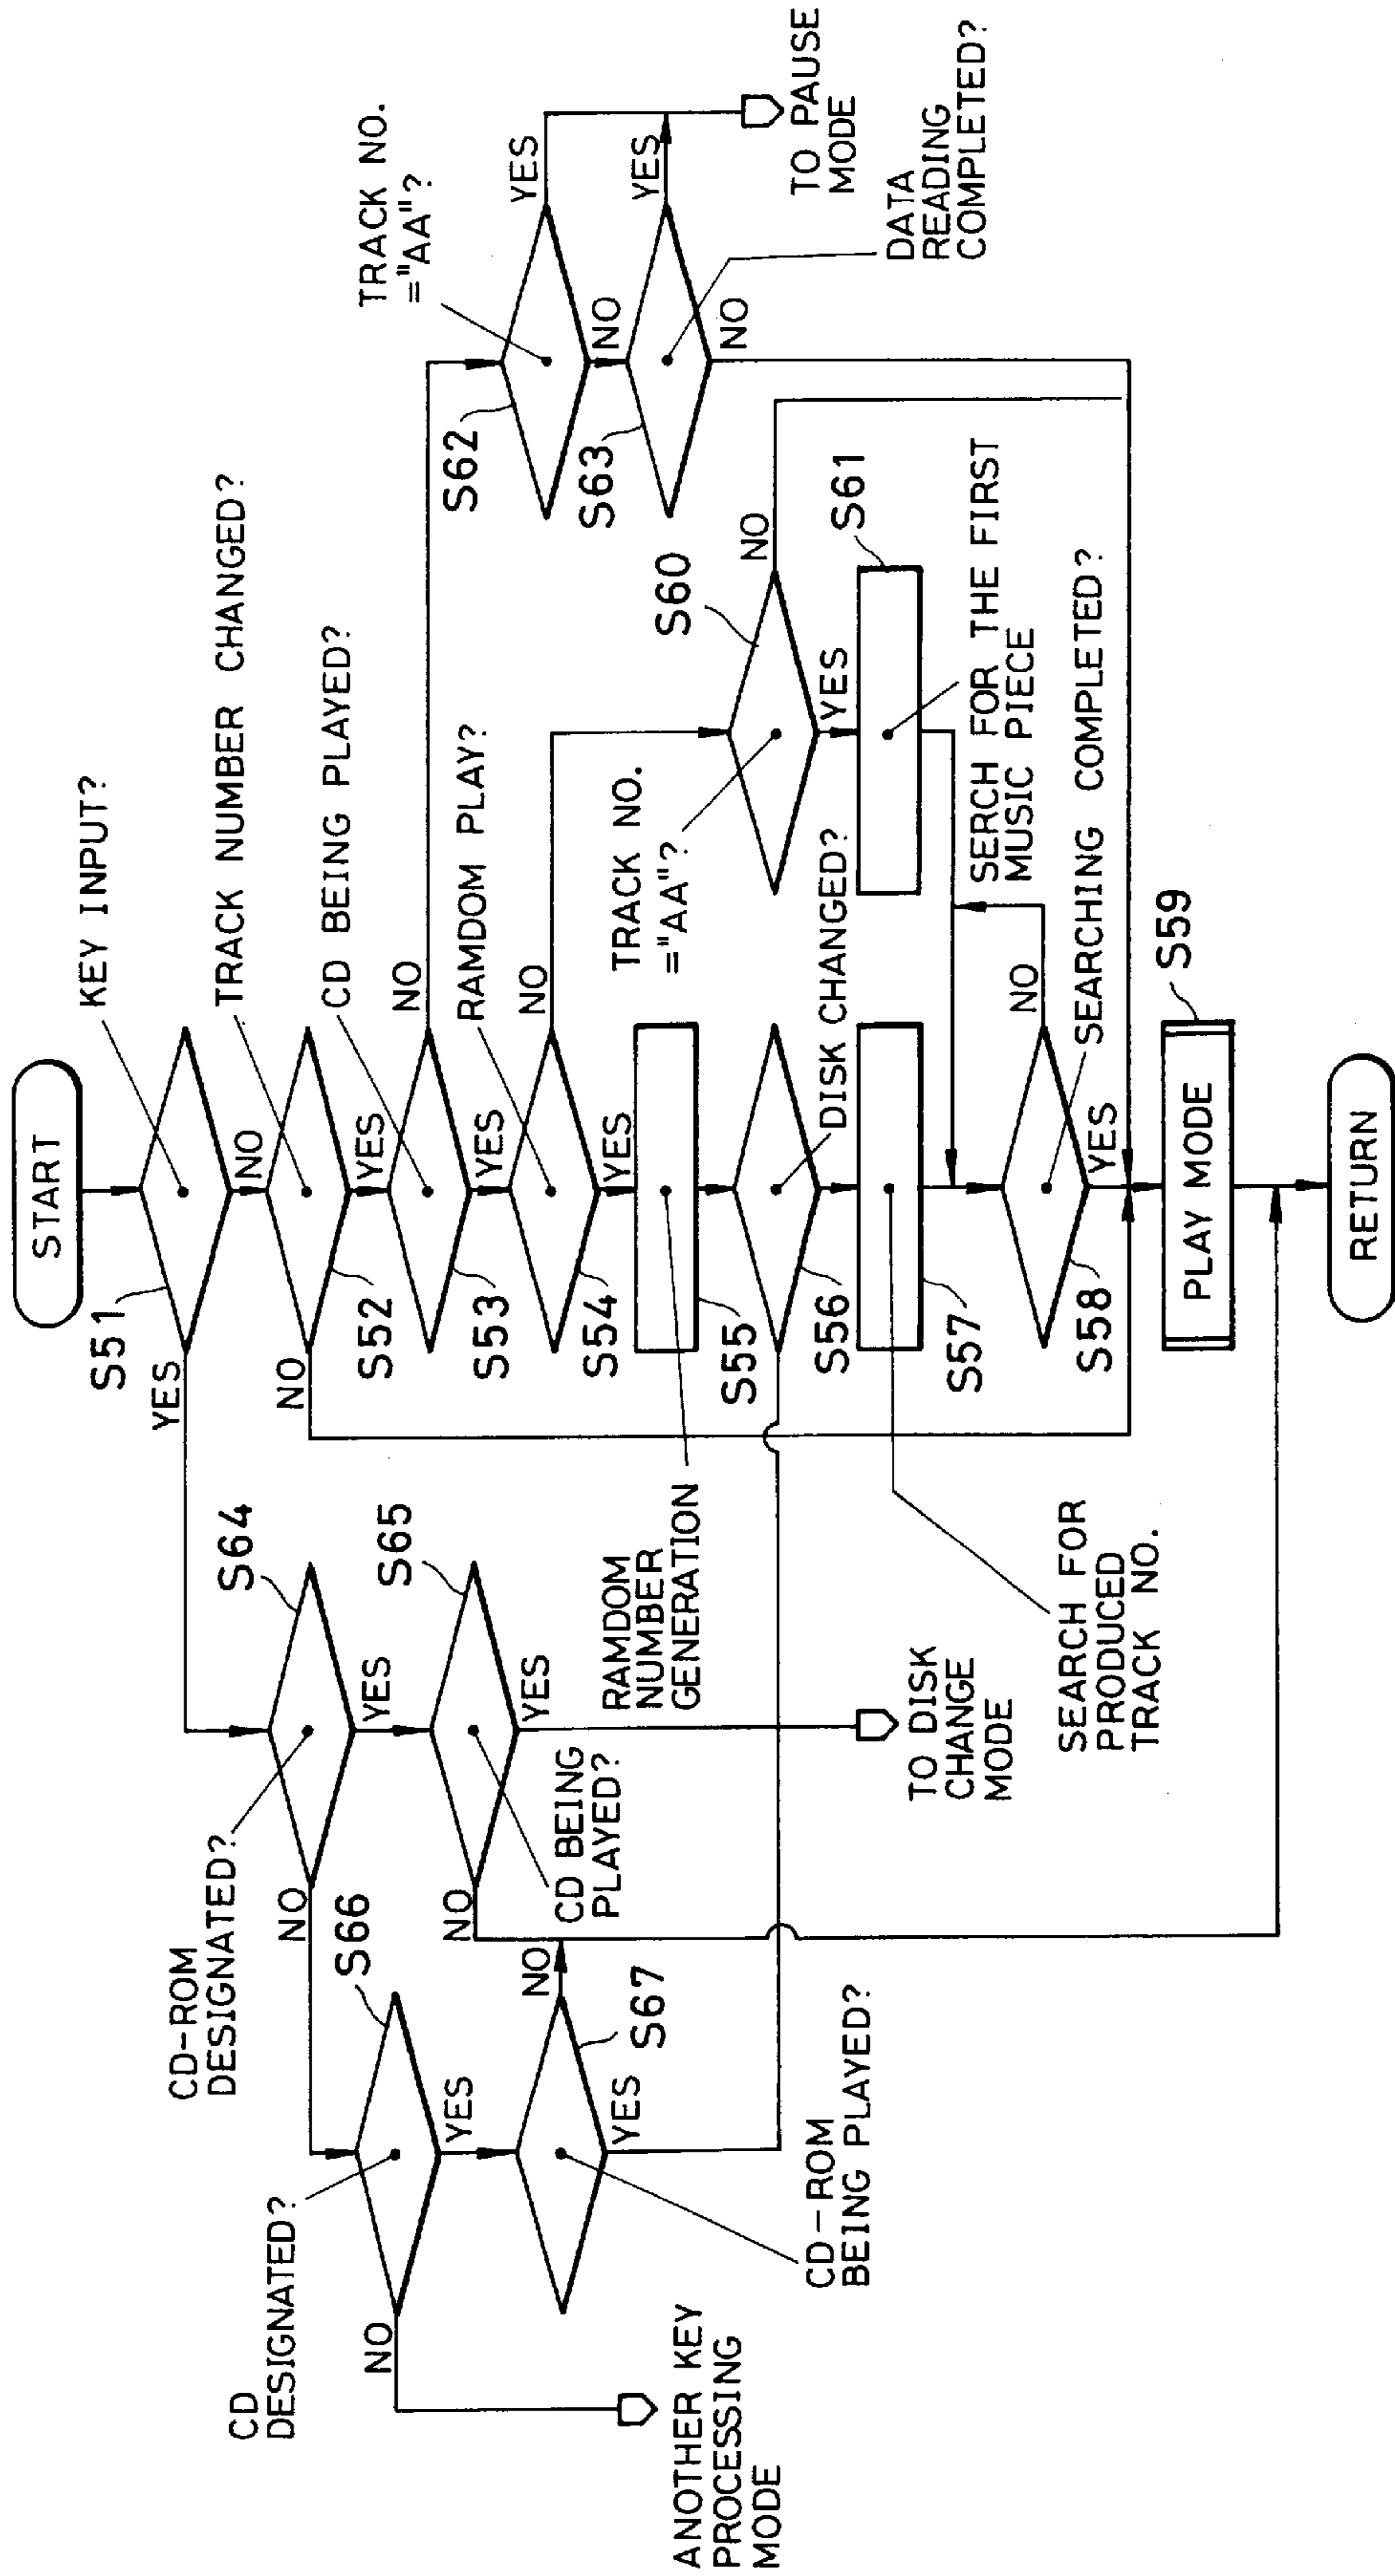 START
S51
KEY INPUT?
YES
NO
S52
TRACK NUMBER CHANGED?
NO
YES
S53
CD BEING PLAYED?
NO
YES
S54
RAMDOM PLAY?
NO
YES
S55
RAMDOM
NUMBER
GENERATION
S56
DISK CHANGED?
S57
SEARCH FOR
PRODUCED
TRACK NO.
S58
SEARCHING COMPLETED?
NO
YES
S59
PLAY MODE
RETURN
S60
TRACK NO.
="AA"?
NO
YES
S61
SERCH FOR THE FIRST
MUSIC PIECE
S62
TRACK NO.
="AA"?
YES
NO
S63
DATA
READING
COMPLETED?
YES
NO
TO PAUSE
MODE
S64
CD-ROM
DESIGNATED?
NO
YES
S65
CD BEING
PLAYED?
NO
YES
TO DISK
CHANGE
MODE
S66
CD
DESIGNATED?
NO
YES
S67
CD-ROM
BEING PLAYED?
NO
YES
ANOTHER KEY
PROCESSING
MODE